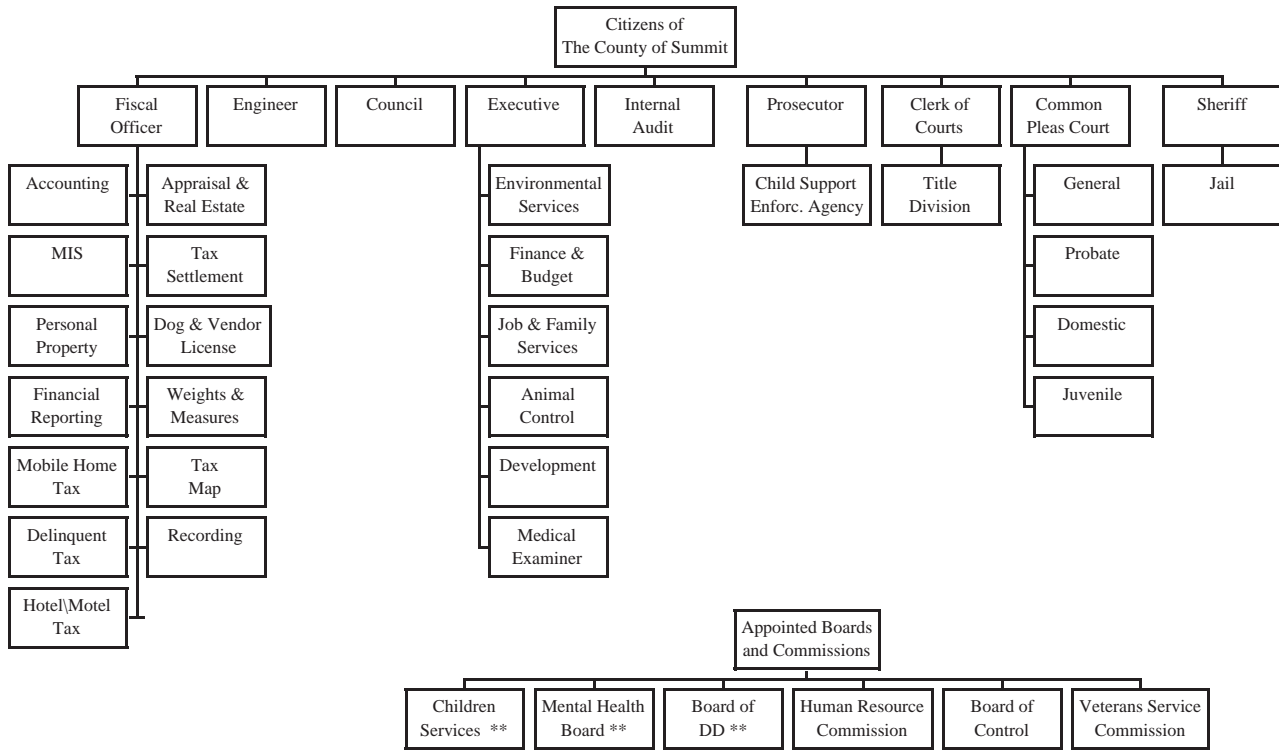 Citizens of
The County of Summit
Fiscal
Officer
Engineer
Council
Executive
Internal
Audit
Prosecutor
Clerk of
Courts
Common
Pleas Court
Sheriff
Accounting
Appraisal &
Real Estate
MIS
Tax
Settlement
Personal
Property
Dog & Vendor
License
Financial
Reporting
Weights &
Measures
Mobile Home
Tax
Tax
Map
Delinquent
Tax
Recording
Hotel\Motel
Tax
Environmental
Services
Finance &
Budget
Job & Family
Services
Animal
Control
Development
Medical
Examiner
Child Support
Enforc. Agency
Title
Division
General
Probate
Domestic
Juvenile
Jail
Appointed Boards
and Commissions
Children
Services **
Mental Health
Board **
Board of
DD **
Human Resource
Commission
Board of
Control
Veterans Service
Commission